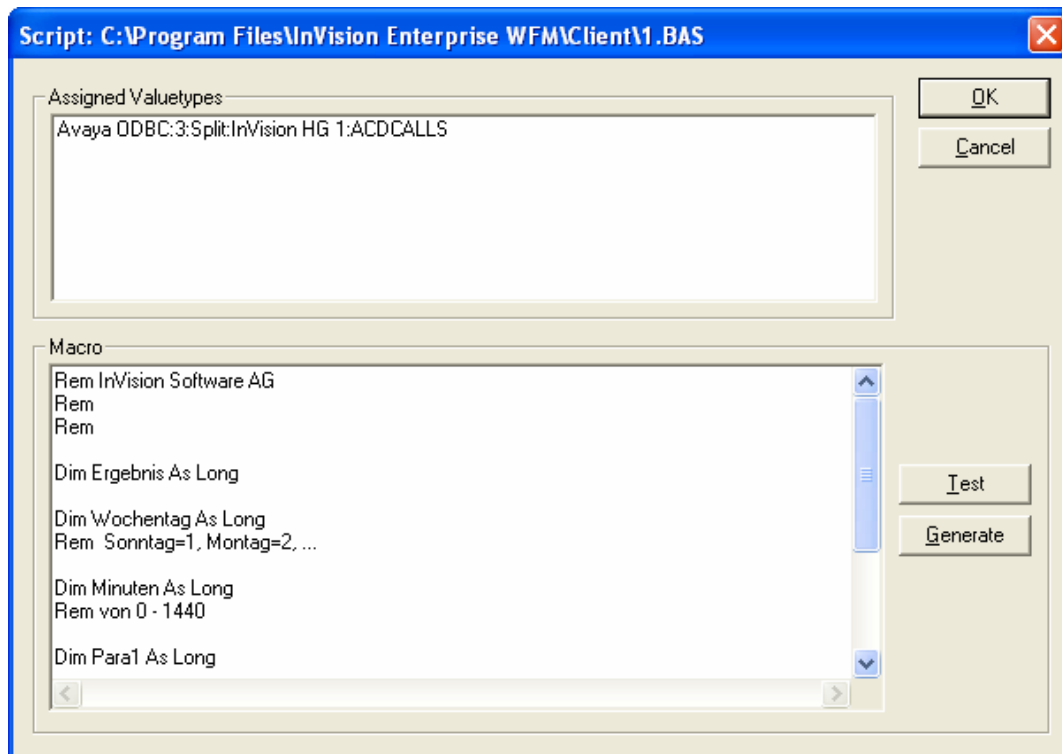 Script: C:\Program Files\InVision Enterprise WFM\Client\1.BAS
Assigned Valuetypes
Avaya ODBC:3:Split:InVision HG 1:ACDCALLS
OK
Cancel
Macro
Rem InVision Software AG
Rem
Rem
Dim Ergebnis As Long
Dim Wochentag As Long
Rem  Sonntag=1, Montag=2, ...
Dim Minuten As Long
Rem von 0 - 1440
Dim Para1 As Long
Test
Generate